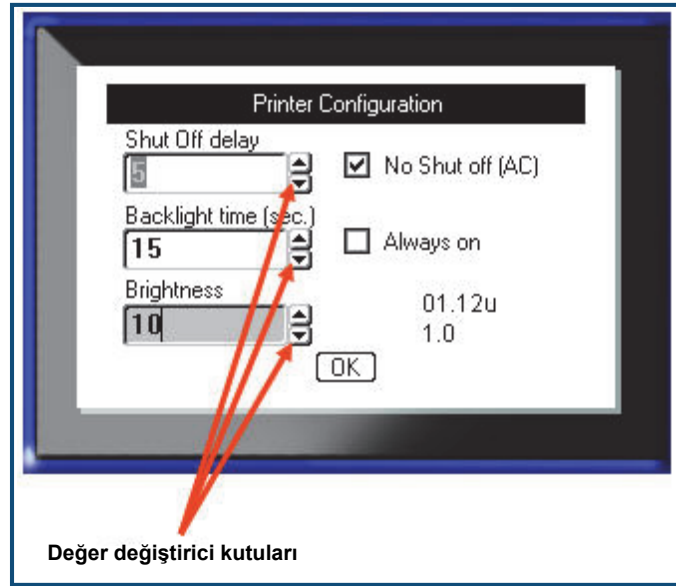 Printer Configuration
Shut Off delay
5
No Shut off (AC)
Backlight time (sec.)
15
Always on
Brightness
10
01.12u
1.0
OK
Değer değiştirici kutuları